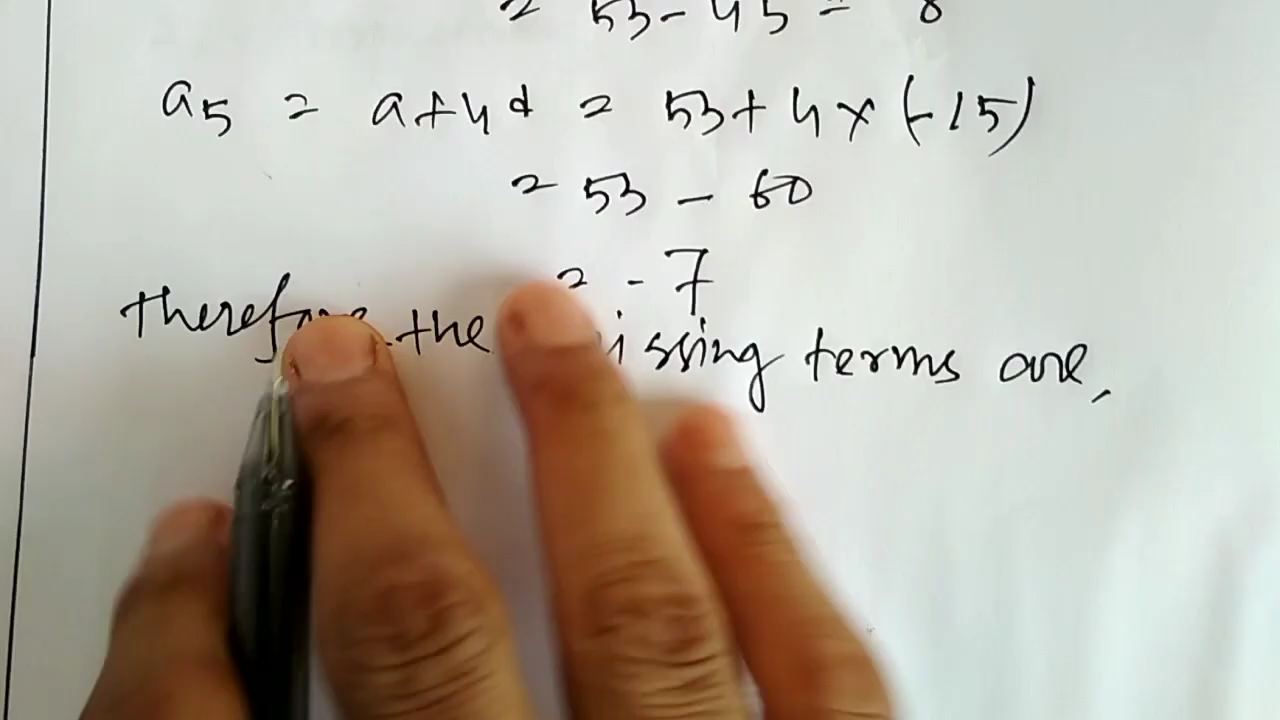 = 53 - 45 = 8
a5 = a + 4d = 53 + 4 × (-15)
= 53 - 60
= -7
therefore the missing terms are,